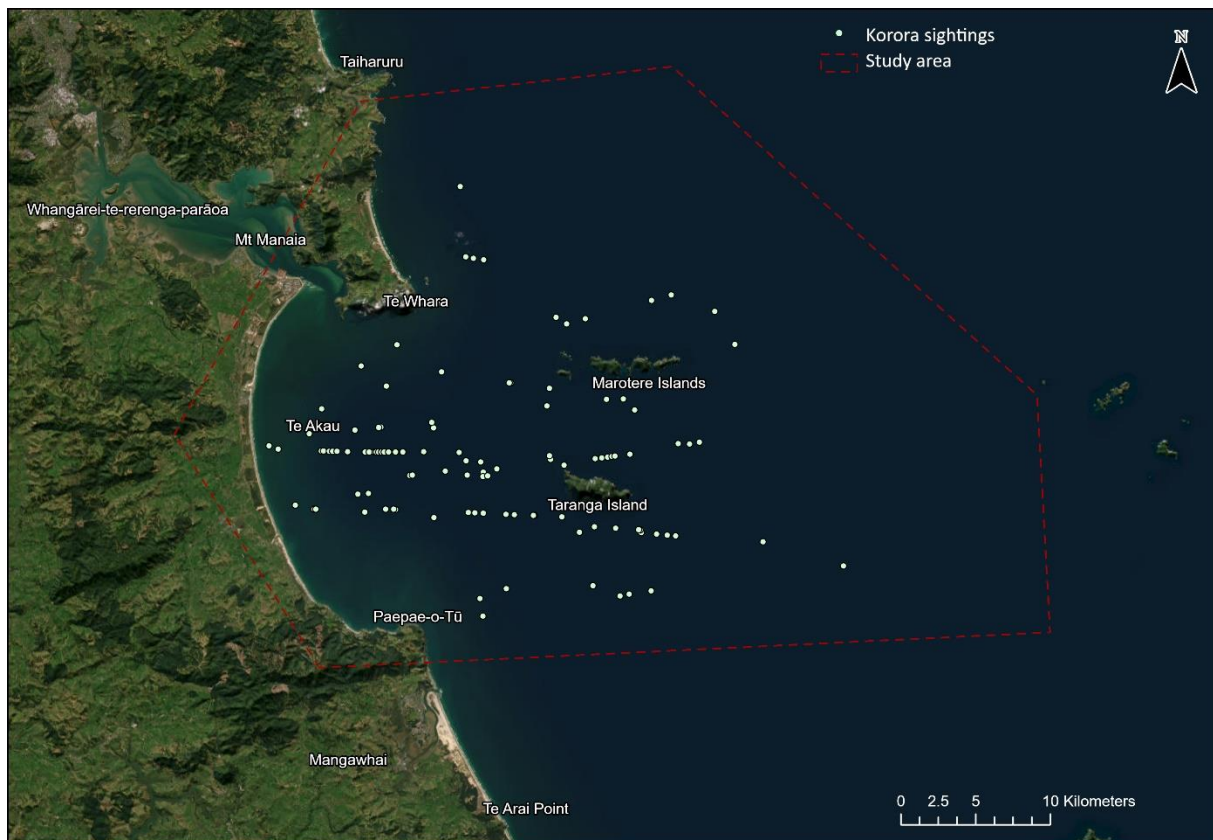 Korora sightings
Study area
N
Taiharuru
Whangārei-te-rerenga-parāoa
Mt Manaia
Te Whara
Marotere Islands
Te Akau
Taranga Island
Paepae-o-Tū
Mangawhai
Te Arai Point
0 2.5 5 10 Kilometers